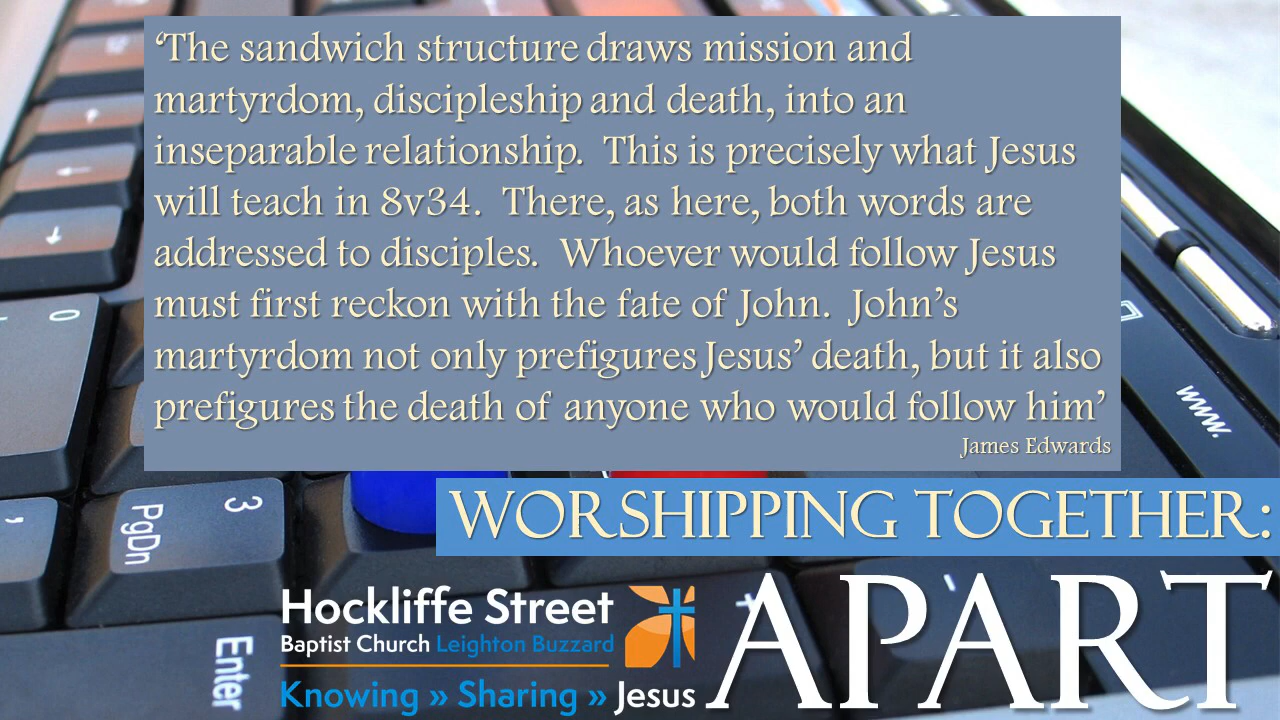 ‘The sandwich structure draws mission and
martyrdom, discipleship and death, into an
inseparable relationship.  This is precisely what Jesus
will teach in 8v34.  There, as here, both words are
addressed to disciples.  Whoever would follow Jesus
must first reckon with the fate of John.  John’s
martyrdom not only prefigures Jesus’ death, but it also
prefigures the death of anyone who would follow him’
James Edwards
WORSHIPPING TOGETHER:
APART
Hockliffe Street
Baptist Church Leighton Buzzard
Knowing » Sharing » Jesus
0
3
PgDn
Enter
www.